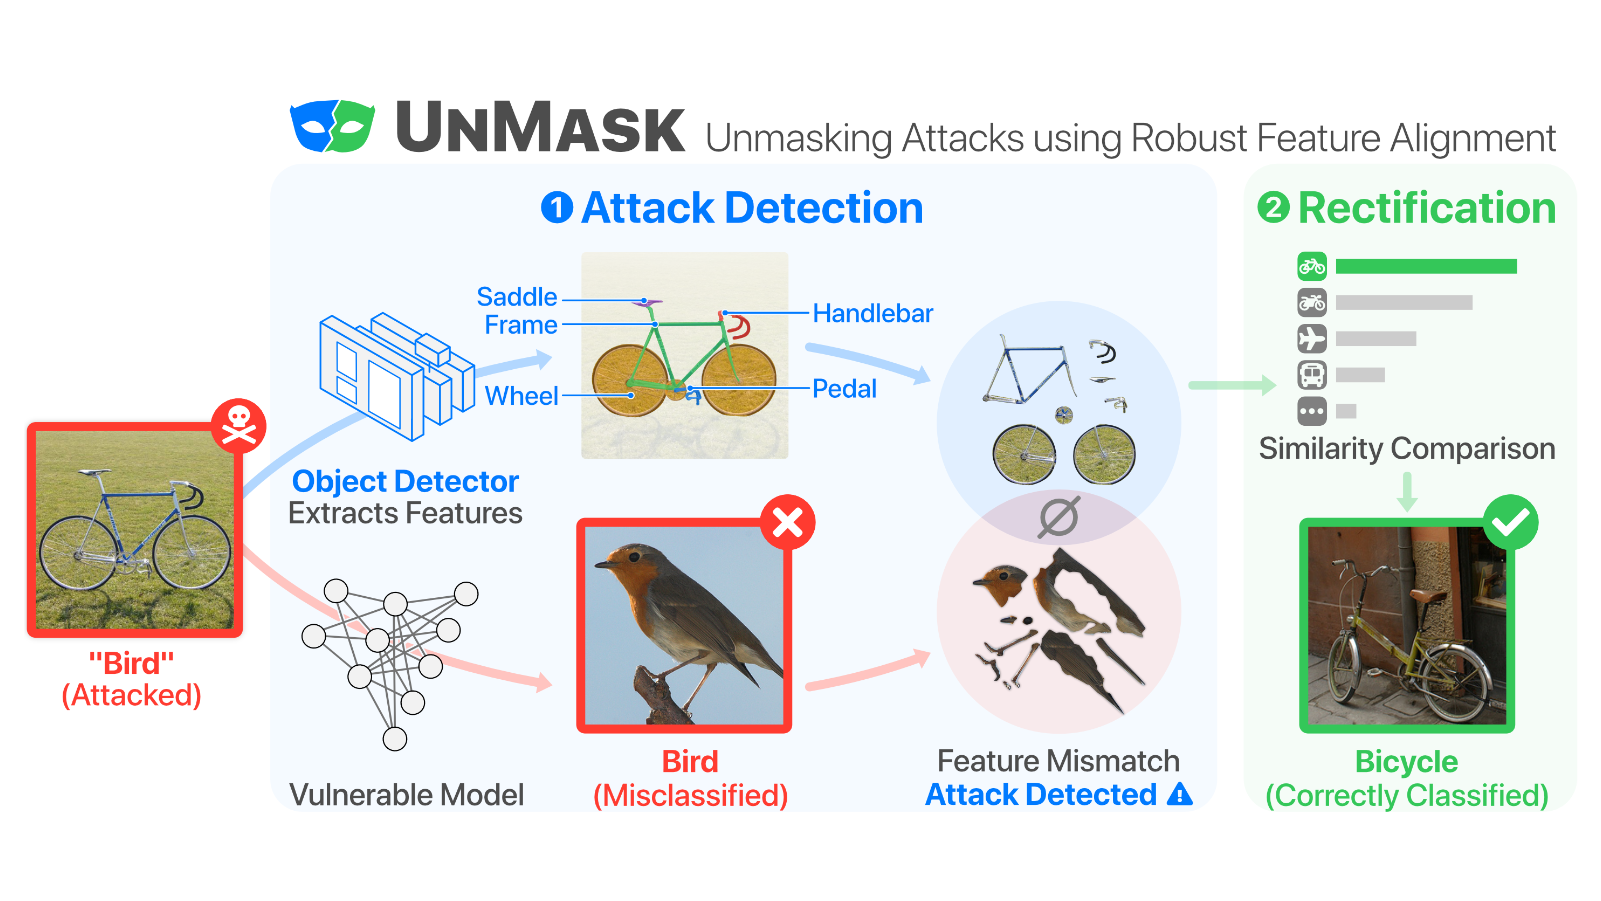 UNMASK Unmasking Attacks using Robust Feature Alignment
1 Attack Detection
Saddle
Frame
Wheel
Handlebar
Pedal
Object Detector
Extracts Features
"Bird"
(Attacked)
Vulnerable Model
Bird
(Misclassified)
∅
Feature Mismatch
Attack Detected
2 Rectification
Similarity Comparison
Bicycle
(Correctly Classified)